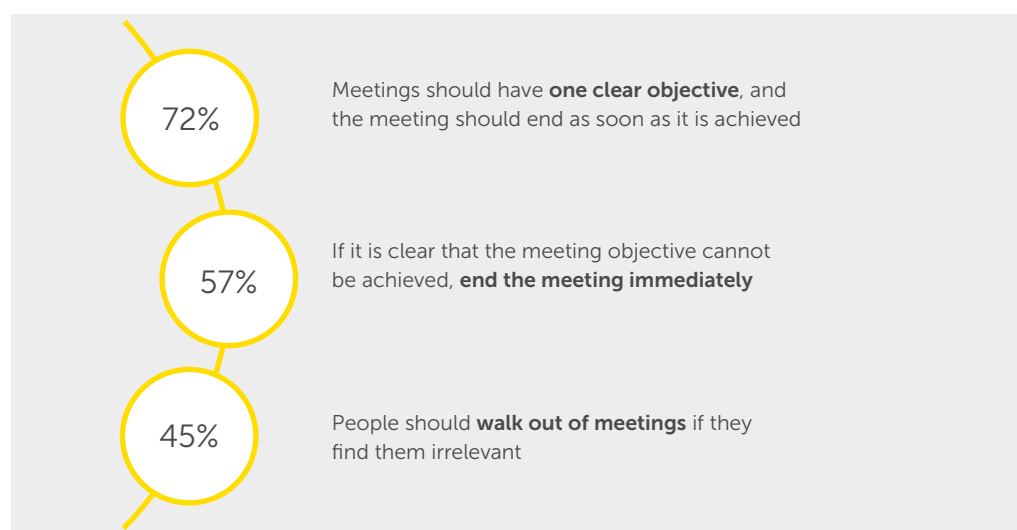 72%
Meetings should have one clear objective, and
the meeting should end as soon as it is achieved
57%
If it is clear that the meeting objective cannot
be achieved, end the meeting immediately
45%
People should walk out of meetings if they
find them irrelevant